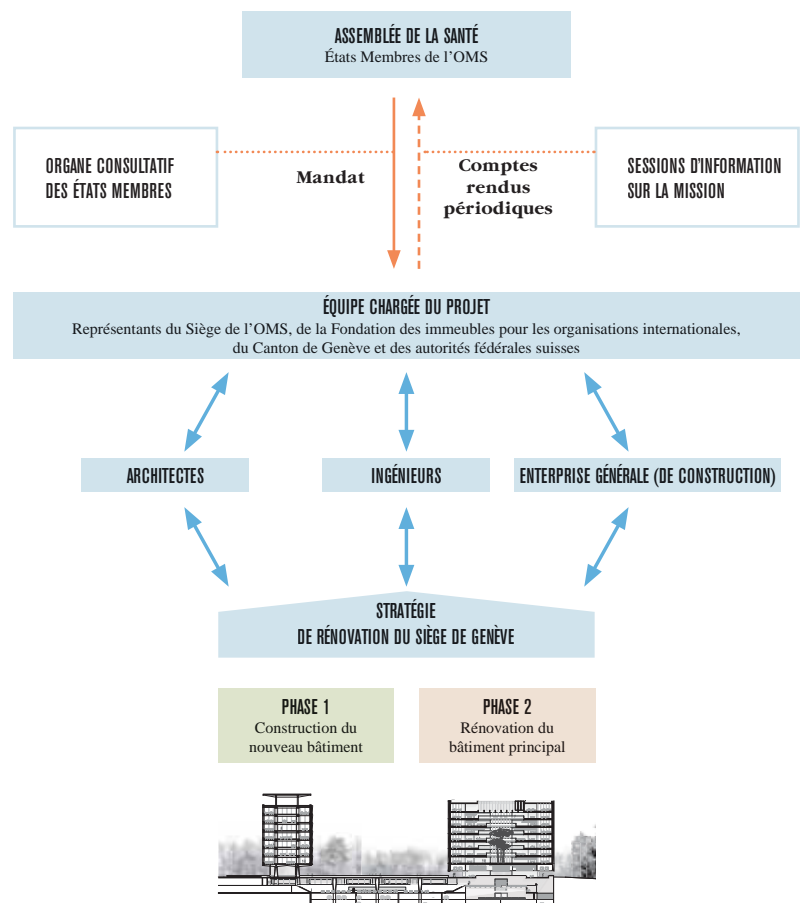 ASSEMBLÉE DE LA SANTÉ
États Membres de l’OMS
ORGANE CONSULTATIF
DES ÉTATS MEMBRES
Mandat
Comptes
rendus
périodiques
SESSIONS D’INFORMATION
SUR LA MISSION
ÉQUIPE CHARGÉE DU PROJET
Représentants du Siège de l’OMS, de la Fondation des immeubles pour les organisations internationales,
du Canton de Genève et des autorités fédérales suisses
ARCHITECTES
INGÉNIEURS
ENTERPRISE GÉNÉRALE (DE CONSTRUCTION)
STRATÉGIE
DE RÉNOVATION DU SIÈGE DE GENÈVE
PHASE 1
Construction du
nouveau bâtiment
PHASE 2
Rénovation du
bâtiment principal